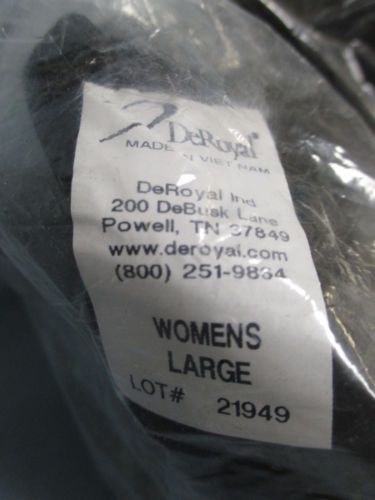 DeRoyal®
MADE IN VIET NAM
DeRoyal Ind
200 DeBusk Lane
Powell, TN 37849
www.deroyal.com
(800) 251-9864
WOMENS
LARGE
LOT# 21949